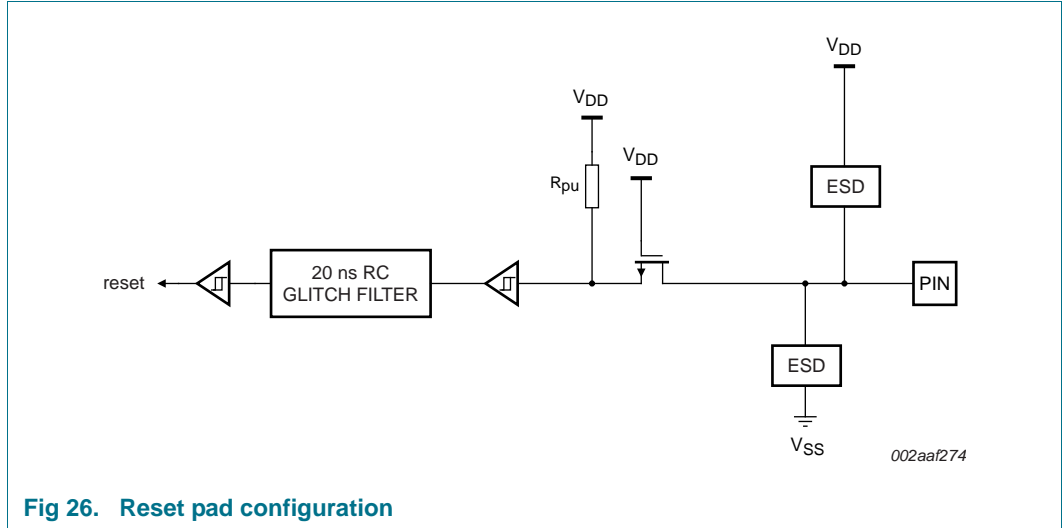 VDD
VDD
VDD
Rpu
ESD
reset
20 ns RC
GLITCH FILTER
PIN
ESD
VSS
002aaf274
Fig 26. Reset pad configuration